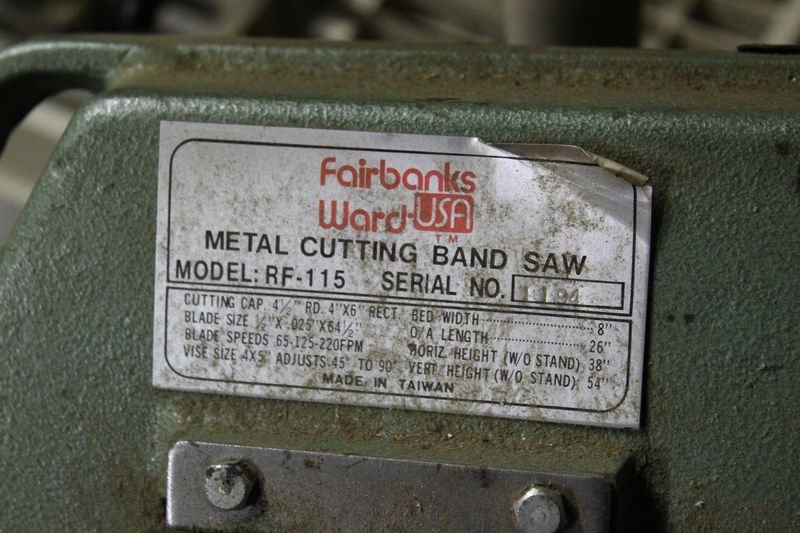 Fairbanks
Ward-USA
TM
METAL CUTTING BAND SAW
MODEL: RF-115 SERIAL NO.
CUTTING CAP. 4½" RD. 4"X6" RECT. BED WIDTH 8"
BLADE SIZE ½"X .025"X64½" O/A LENGTH 26"
BLADE SPEEDS 65-125-220FPM HORIZ. HEIGHT (W/O STAND) 38"
VISE SIZE 4X5" ADJUSTS 45° TO 90° VERT. HEIGHT (W/O STAND) 54"
MADE IN TAIWAN